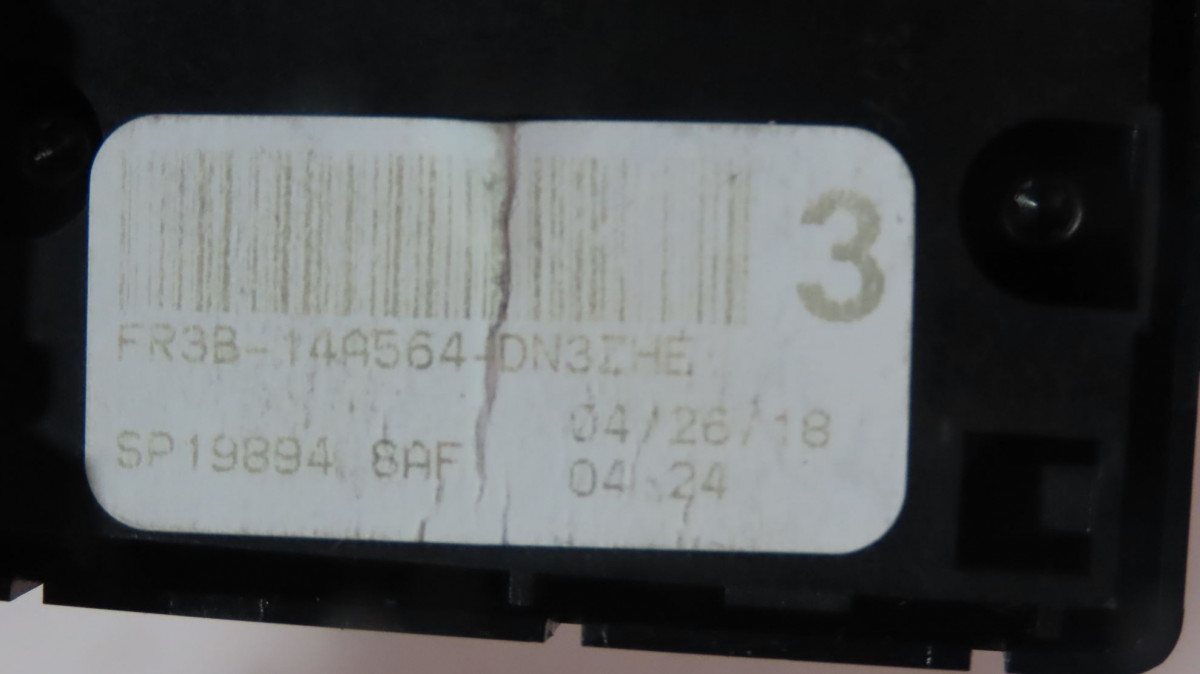 3
FR3B-14A564-DN3ZHE
SP19894 8AF
04/26/18
04 24